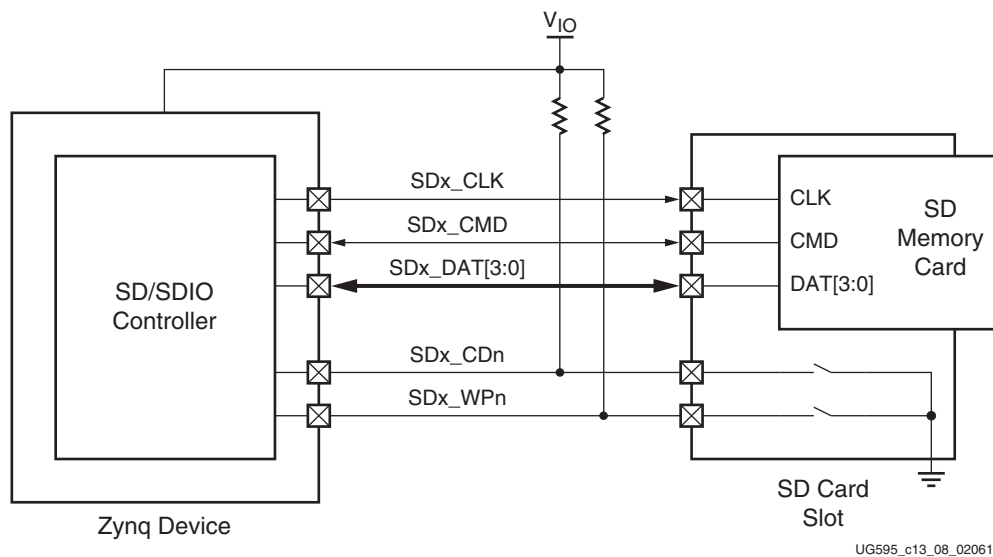 VIO
SDx_CLK
SDx_CMD
SDx_DAT[3:0]
SDx_CDn
SDx_WPn
SD/SDIO
Controller
Zynq Device
CLK
CMD
DAT[3:0]
SD
Memory
Card
SD Card
Slot
UG595_c13_08_02061